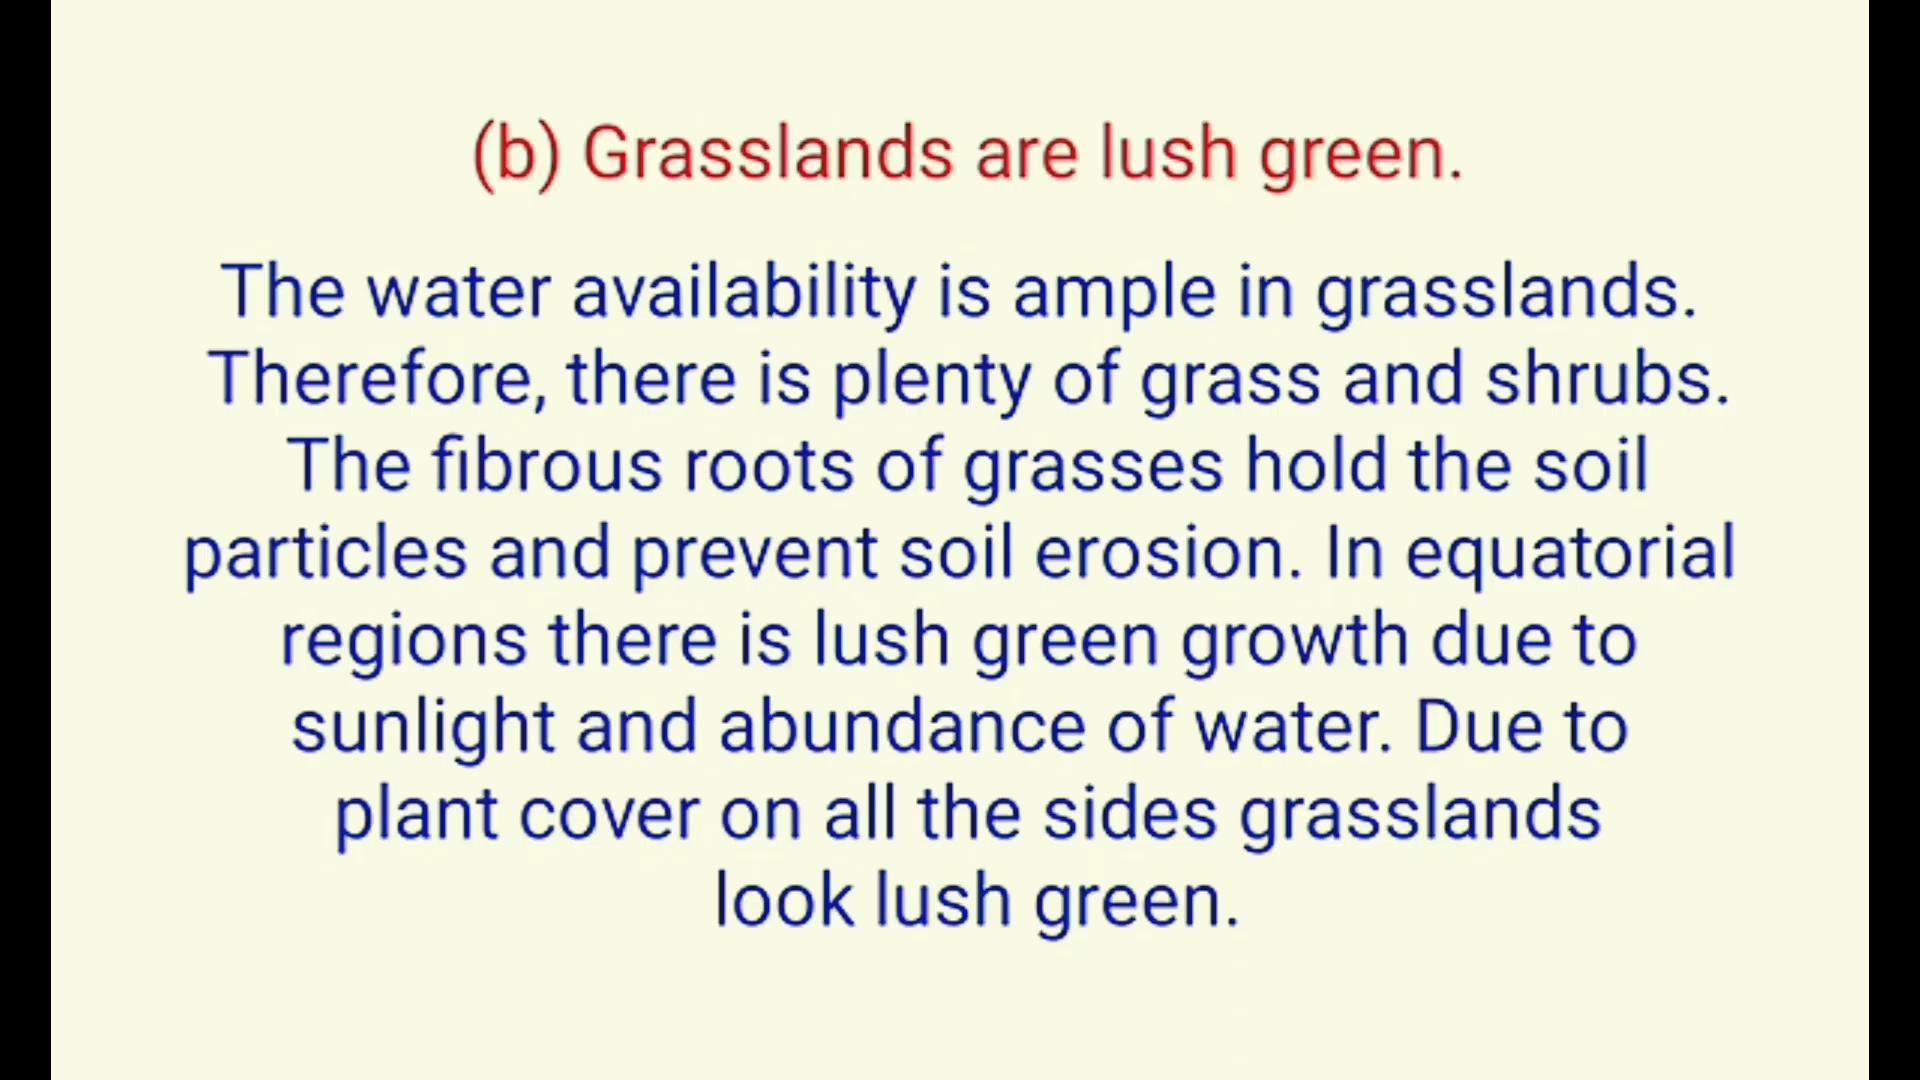 (b) Grasslands are lush green.
The water availability is ample in grasslands.
Therefore, there is plenty of grass and shrubs.
The fibrous roots of grasses hold the soil
particles and prevent soil erosion. In equatorial
regions there is lush green growth due to
sunlight and abundance of water. Due to
plant cover on all the sides grasslands
look lush green.